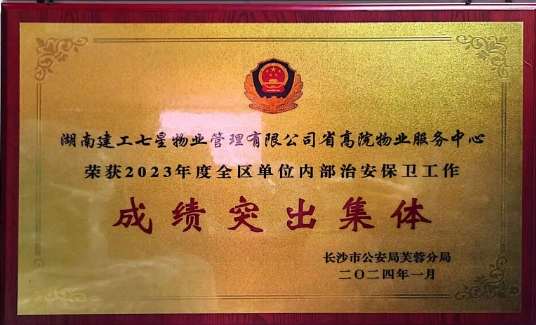 湖南建工七星物业管理有限公司省高院物业服务中心
荣获2023年度全区单位内部治安保卫工作
成绩突出集体
长沙市公安局芙蓉分局
二〇二四年一月